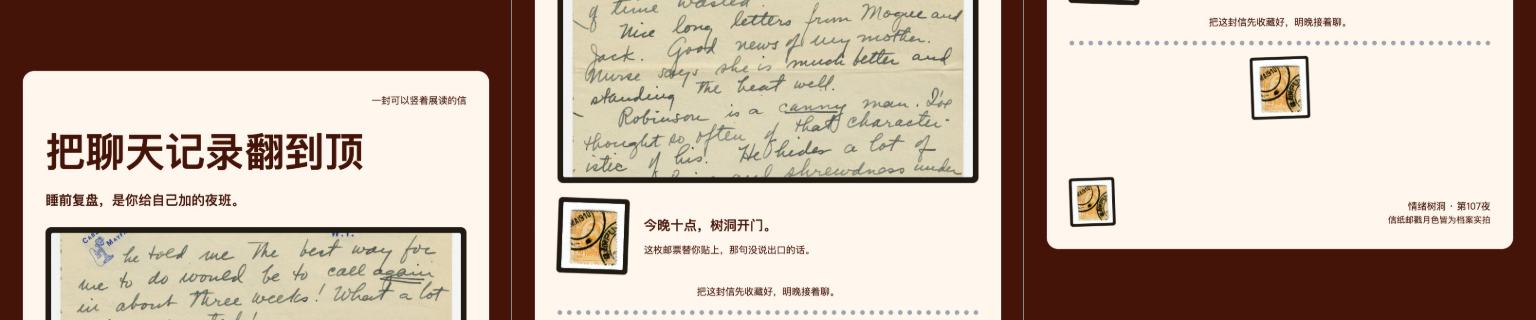 一封可以竖着展读的信
把聊天记录翻到顶
睡前复盘，是你给自己加的夜班。
he told me the best way for
me to do would be to call again
in about three weeks! What a lot
of time wasted.
Nice long letters from Mogue and
Jack. Good news of my mother.
Nurse says she is much better and
standing the heat well.
Robinson is a canny man. I've
thought so often of that character-
istic of his. He hides a lot of
and shrewdness under
今晚十点，树洞开门。
这枚邮票替你贴上，那句没说出口的话。
把这封信先收藏好，明晚接着聊。
把这封信先收藏好，明晚接着聊。
情绪树洞 · 第107夜
信纸邮戳月色皆为档案实拍